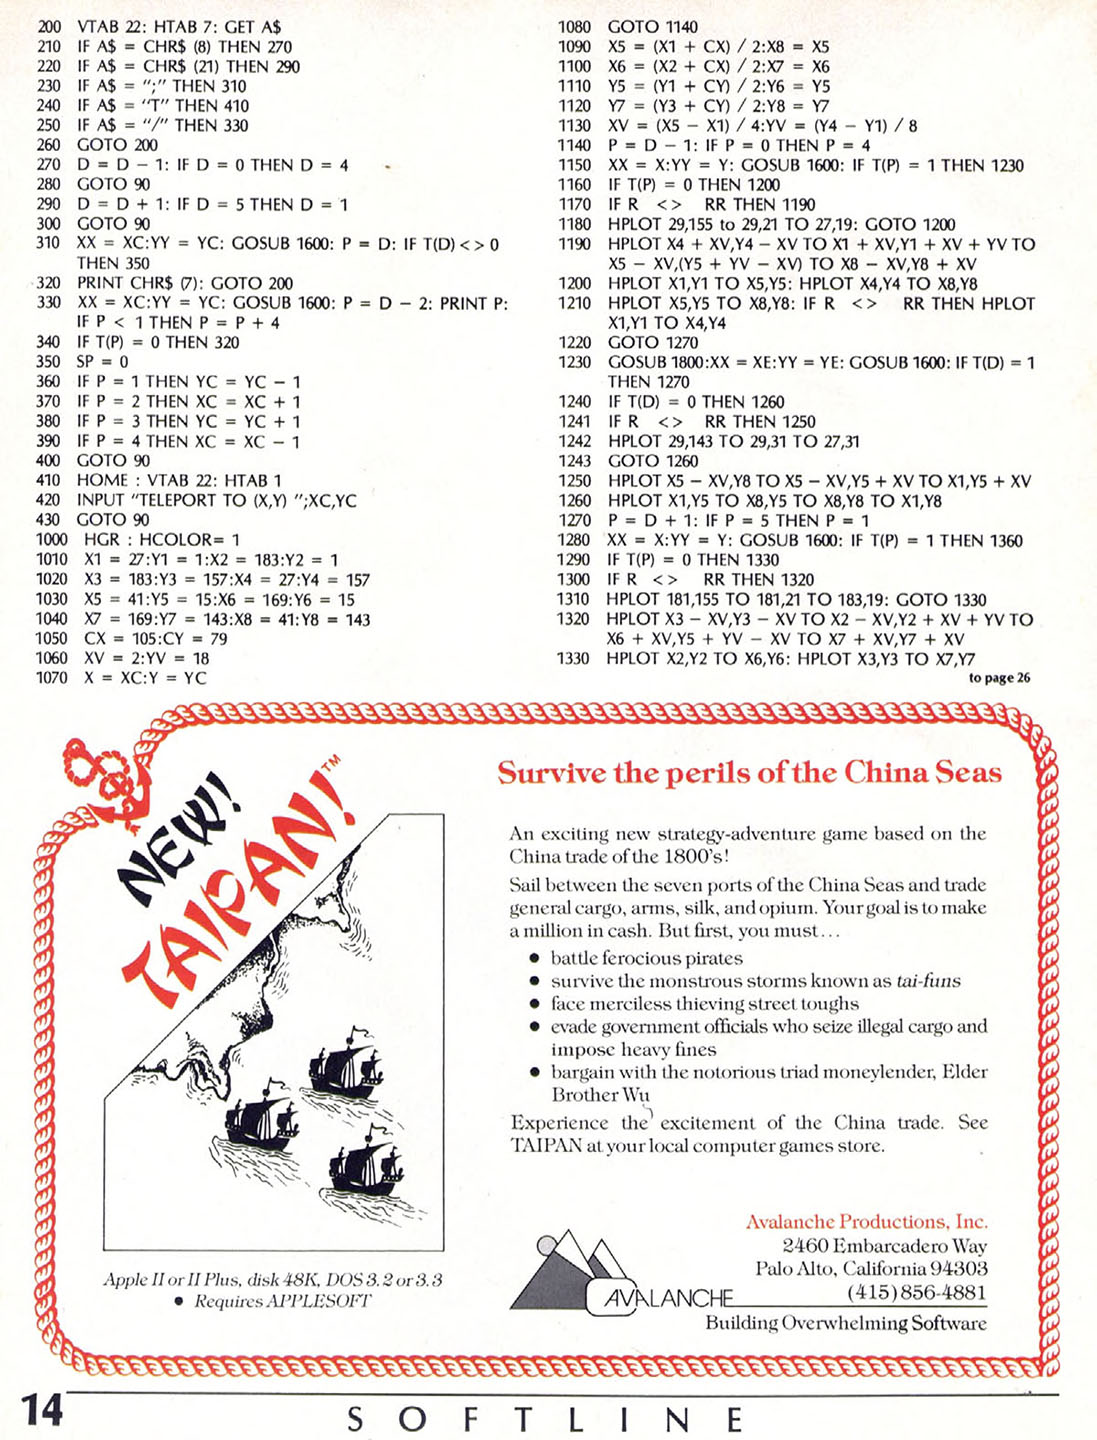 200 VTAB 22: HTAB 7: GET A$
210 IF A$ = CHR$ (8) THEN 270
220 IF A$ = CHR$ (21) THEN 290
230 IF A$ = ";" THEN 310
240 IF A$ = "T" THEN 410
250 IF A$ = "/" THEN 330
260 GOTO 200
270 D = D − 1: IF D = 0 THEN D = 4
280 GOTO 90
290 D = D + 1: IF D = 5 THEN D = 1
300 GOTO 90
310 XX = XC:YY = YC: GOSUB 1600: P = D: IF T(D) < > 0
THEN 350
320 PRINT CHR$ (7): GOTO 200
330 XX = XC:YY = YC: GOSUB 1600: P = D − 2: PRINT P:
IF P < 1 THEN P = P + 4
340 IF T(P) = 0 THEN 320
350 SP = 0
360 IF P = 1 THEN YC = YC − 1
370 IF P = 2 THEN XC = XC + 1
380 IF P = 3 THEN YC = YC + 1
390 IF P = 4 THEN XC = XC − 1
400 GOTO 90
410 HOME : VTAB 22: HTAB 1
420 INPUT "TELEPORT TO (X,Y) ";XC,YC
430 GOTO 90
1000 HGR : HCOLOR= 1
1010 X1 = 27:Y1 = 1:X2 = 183:Y2 = 1
1020 X3 = 183:Y3 = 157:X4 = 27:Y4 = 157
1030 X5 = 41:Y5 = 15:X6 = 169:Y6 = 15
1040 X7 = 169:Y7 = 143:X8 = 41:Y8 = 143
1050 CX = 105:CY = 79
1060 XV = 2:YV = 18
1070 X = XC:Y = YC
1080 GOTO 1140
1090 X5 = (X1 + CX) / 2:X8 = X5
1100 X6 = (X2 + CX) / 2:X7 = X6
1110 Y5 = (Y1 + CY) / 2:Y6 = Y5
1120 Y7 = (Y3 + CY) / 2:Y8 = Y7
1130 XV = (X5 − X1) / 4:YV = (Y4 − Y1) / 8
1140 P = D − 1: IF P = 0 THEN P = 4
1150 XX = X:YY = Y: GOSUB 1600: IF T(P) = 1 THEN 1230
1160 IF T(P) = 0 THEN 1200
1170 IF R < > RR THEN 1190
1180 HPLOT 29,155 to 29,21 TO 27,19: GOTO 1200
1190 HPLOT X4 + XV,Y4 − XV TO X1 + XV,Y1 + XV + YV TO
X5 − XV,(Y5 + YV − XV) TO X8 − XV,Y8 + XV
1200 HPLOT X1,Y1 TO X5,Y5: HPLOT X4,Y4 TO X8,Y8
1210 HPLOT X5,Y5 TO X8,Y8: IF R < > RR THEN HPLOT
X1,Y1 TO X4,Y4
1220 GOTO 1270
1230 GOSUB 1800:XX = XE:YY = YE: GOSUB 1600: IF T(D) = 1
THEN 1270
1240 IF T(D) = 0 THEN 1260
1241 IF R < > RR THEN 1250
1242 HPLOT 29,143 TO 29,31 TO 27,31
1243 GOTO 1260
1250 HPLOT X5 − XV,Y8 TO X5 − XV,Y5 + XV TO X1,Y5 + XV
1260 HPLOT X1,Y5 TO X8,Y5 TO X8,Y8 TO X1,Y8
1270 P = D + 1: IF P = 5 THEN P = 1
1280 XX = X:YY = Y: GOSUB 1600: IF T(P) = 1 THEN 1360
1290 IF T(P) = 0 THEN 1330
1300 IF R < > RR THEN 1320
1310 HPLOT 181,155 TO 181,21 TO 183,19: GOTO 1330
1320 HPLOT X3 − XV,Y3 − XV TO X2 − XV,Y2 + XV + YV TO
X6 + XV,Y5 + YV − XV TO X7 + XV,Y7 + XV
1330 HPLOT X2,Y2 TO X6,Y6: HPLOT X3,Y3 TO X7,Y7
to page 26
NEW!
TAIPAN!™
Apple II or II Plus, disk 48K, DOS 3.2 or 3.3
● Requires APPLESOFT
Survive the perils of the China Seas
An exciting new strategy-adventure game based on the
China trade of the 1800's!
Sail between the seven ports of the China Seas and trade
general cargo, arms, silk, and opium. Your goal is to make
a million in cash. But first, you must...
● battle ferocious pirates
● survive the monstrous storms known as tai-funs
● face merciless thieving street toughs
● evade government officials who seize illegal cargo and
impose heavy fines
● bargain with the notorious triad moneylender, Elder
Brother Wu
Experience the excitement of the China trade. See
TAIPAN at your local computer games store.
Avalanche Productions, Inc.
2460 Embarcadero Way
Palo Alto, California 94303
(415) 856-4881
AVALANCHE
Building Overwhelming Software
14
SOFTLINE